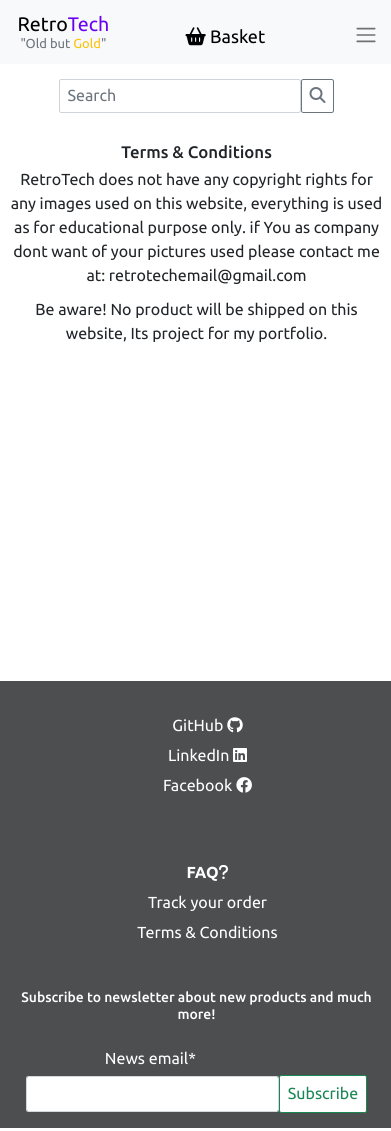 RetroTech
"Old but Gold"
Basket
Search
Terms & Conditions
RetroTech does not have any copyright rights for
any images used on this website, everything is used
as for educational purpose only. if You as company
dont want of your pictures used please contact me
at: retrotechemail@gmail.com
Be aware! No product will be shipped on this
website, Its project for my portfolio.
GitHub
LinkedIn
Facebook
FAQ?
Track your order
Terms & Conditions
Subscribe to newsletter about new products and much
more!
News email*
Subscribe